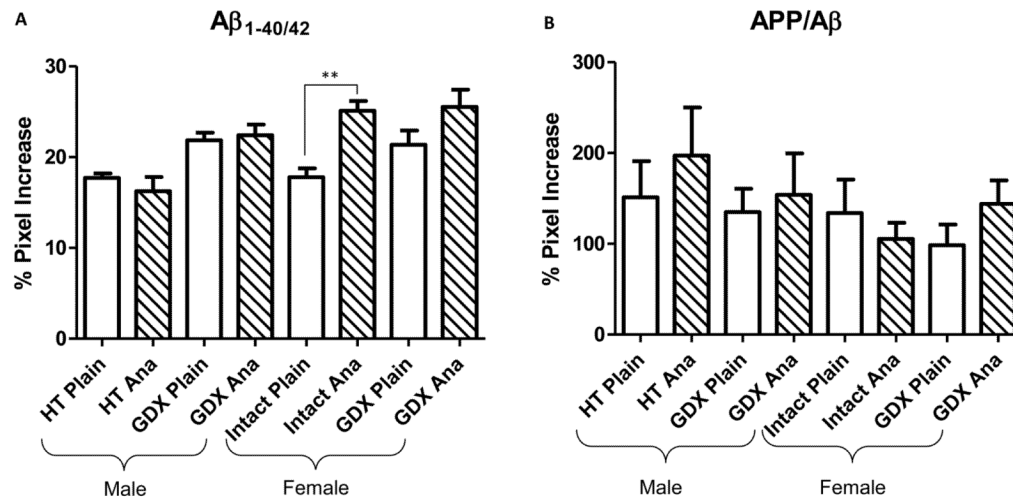 A
Aβ1-40/42
% Pixel Increase
30
20
10
0
**
HT Plain
HT Ana
GDX Plain
GDX Ana
Intact Plain
Intact Ana
GDX Plain
GDX Ana
Male
Female
B
APP/Aβ
% Pixel Increase
300
200
100
0
HT Plain
HT Ana
GDX Plain
GDX Ana
Intact Plain
Intact Ana
GDX Plain
GDX Ana
Male
Female